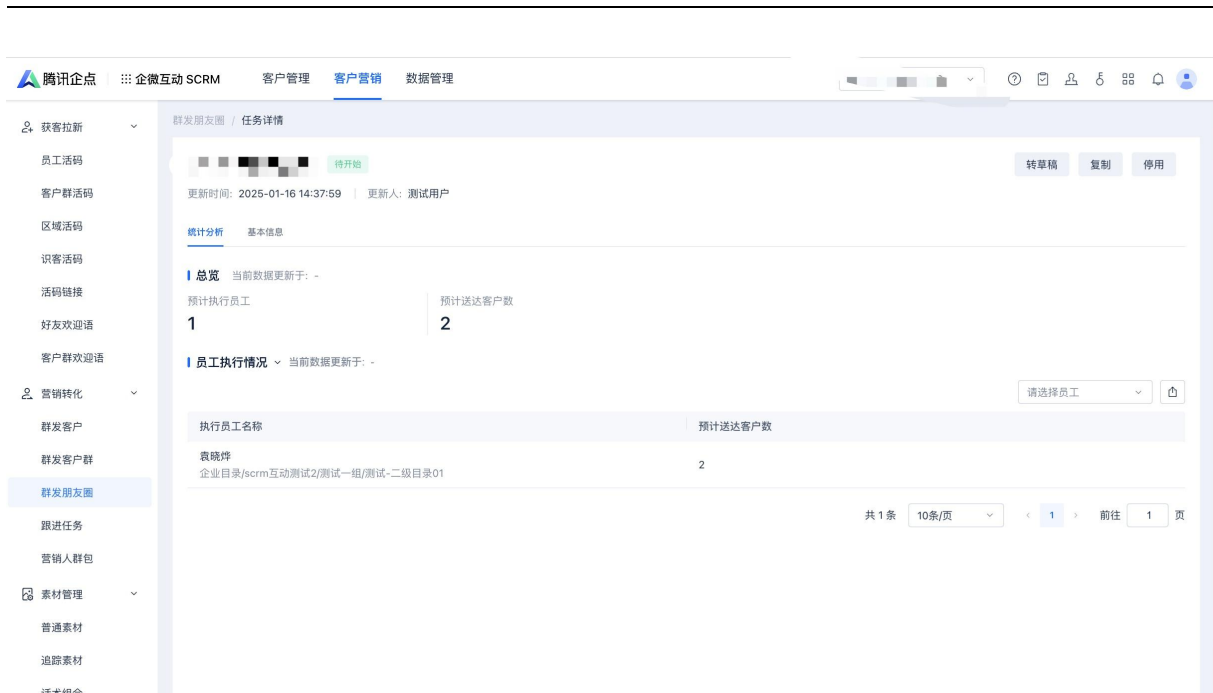 腾讯企点 企微互动 SCRM 客户管理 客户营销 数据管理
获客拉新
员工活码
客户群活码
区域活码
识客活码
活码链接
好友欢迎语
客户群欢迎语
营销转化
群发客户
群发客户群
群发朋友圈
跟进任务
营销人群包
素材管理
普通素材
追踪素材
话术组合
群发朋友圈 / 任务详情
待开始
转草稿 复制 停用
更新时间: 2025-01-16 14:37:59 更新人: 测试用户
统计分析 基本信息
总览 当前数据更新于: -
预计执行员工 预计送达客户数
1 2
员工执行情况 当前数据更新于: -
请选择员工
执行员工名称 预计送达客户数
袁晓烨
企业目录/scrm互动测试2/测试一组/测试-二级目录01
2
共 1 条 10条/页 1 前往 1 页